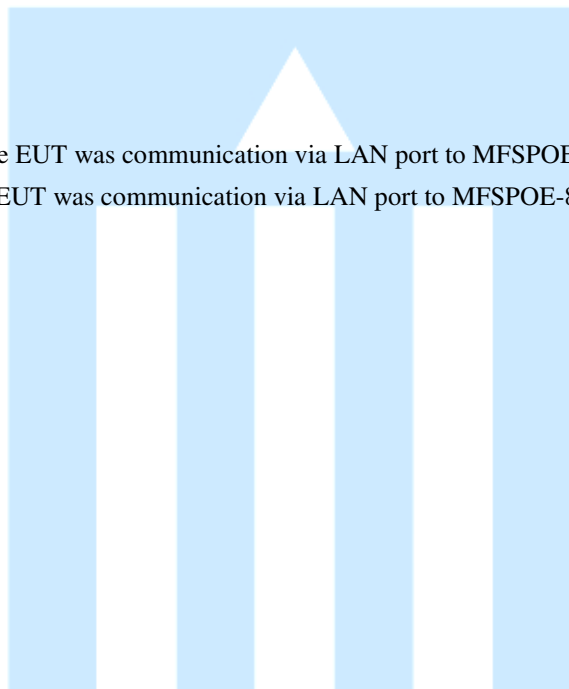 e EUT was communication via LAN port to MFSPOE
EUT was communication via LAN port to MFSPOE-8